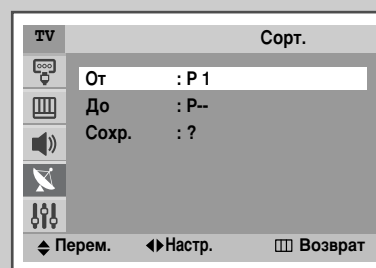 TV Сорт.
От : P 1
До : P--
Сохр. : ?
Перем. Настр. Возврат